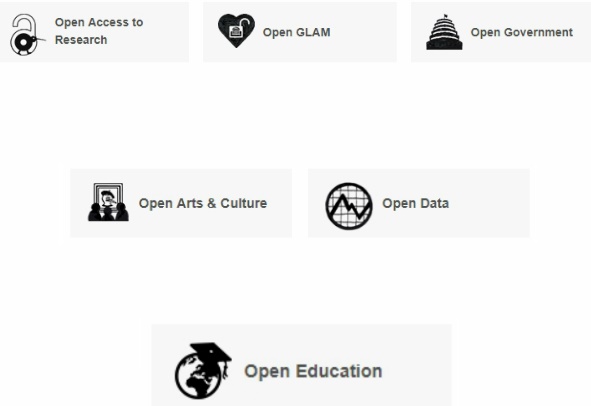 Open Access to
Research
Open GLAM
Open Government
Open Arts & Culture
Open Data
Open Education